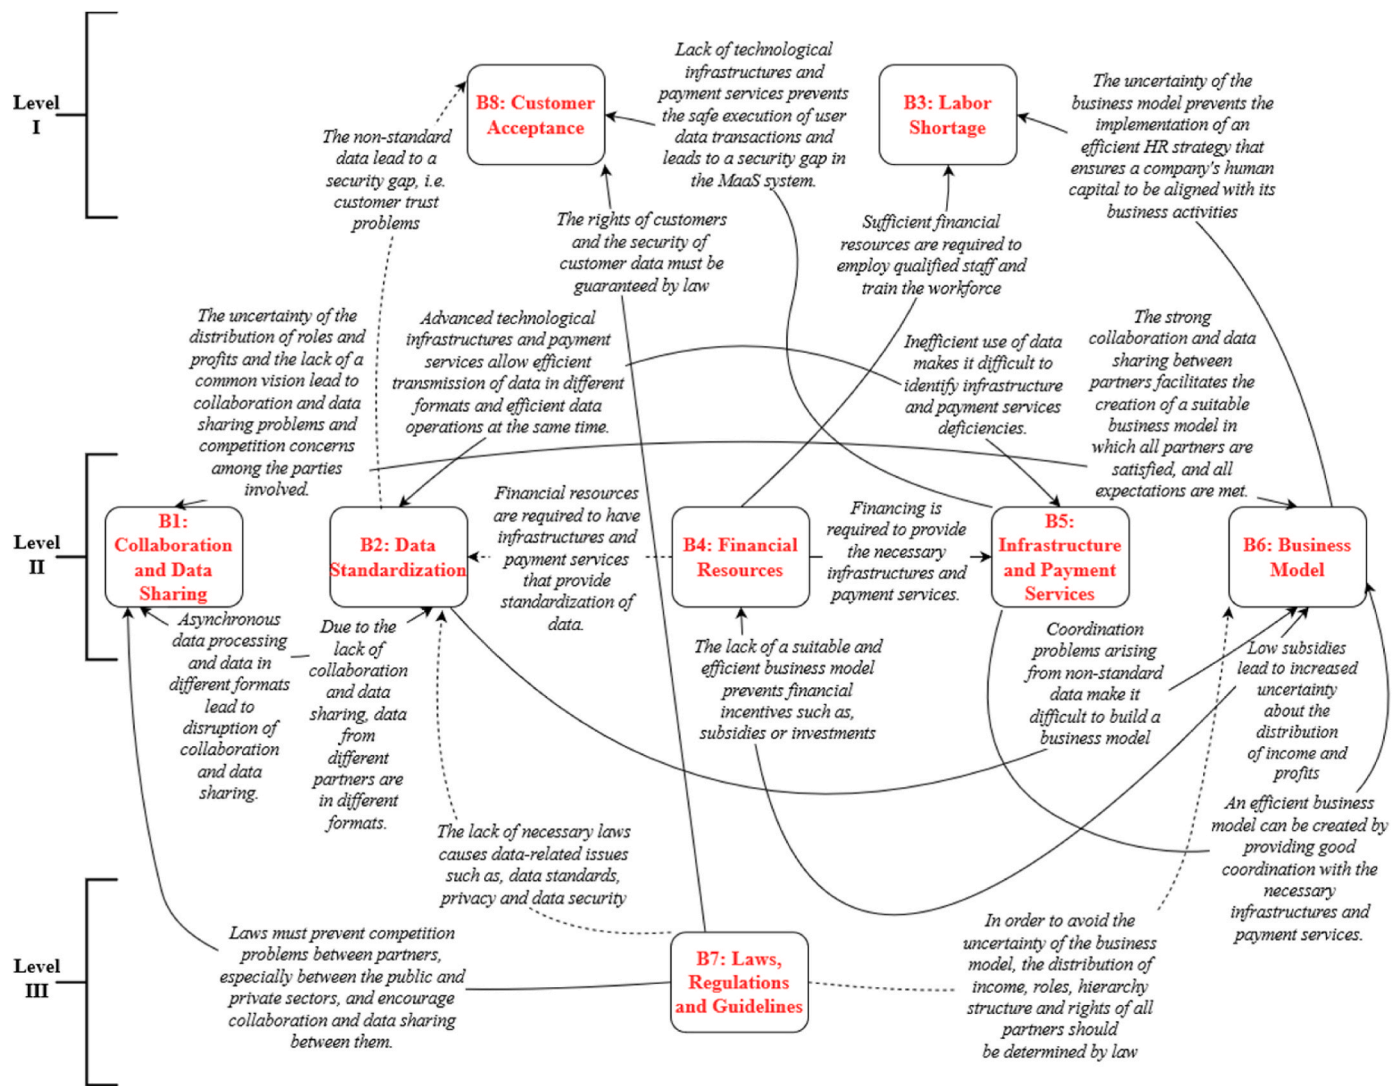 Level
I
B8: Customer
Acceptance
Lack of technological
infrastructures and
payment services prevents
the safe execution of user
data transactions and
leads to a security gap in
the MaaS system.
B3: Labor
Shortage
The uncertainty of the
business model prevents the
implementation of an
efficient HR strategy that
ensures a company's human
capital to be aligned with its
business activities
The non-standard
data lead to a
security gap, i.e.
customer trust
problems
The rights of customers
and the security of
customer data must be
guaranteed by law
Sufficient financial
resources are required to
employ qualified staff and
train the workforce
The uncertainty of the
distribution of roles and
profits and the lack of a
common vision lead to
collaboration and data
sharing problems and
competition concerns
among the parties
involved.
Advanced technological
infrastructures and payment
services allow efficient
transmission of data in different
formats and efficient data
operations at the same time.
Inefficient use of data
makes it difficult to
identify infrastructure
and payment services
deficiencies.
The strong
collaboration and data
sharing between
partners facilitates the
creation of a suitable
business model in
which all partners are
satisfied, and all
expectations are met.
Level
II
B1:
Collaboration
and Data
Sharing
B2: Data
Standardization
Financial resources
are required to have
infrastructures and
payment services
that provide
standardization of
data.
B4: Financial
Resources
Financing is
required to provide
the necessary
infrastructures and
payment services.
B5:
Infrastructure
and Payment
Services
B6: Business
Model
Asynchronous
data processing
and data in
different formats
lead to
disruption of
collaboration
and data
sharing.
Due to the
lack of
collaboration
and data
sharing, data
from
different
partners are
in different
formats.
The lack of a suitable and
efficient business model
prevents financial
incentives such as,
subsidies or investments
Coordination
problems arising
from non-standard
data make it
difficult to build a
business model
Low subsidies
lead to increased
uncertainty
about the
distribution
of income and
profits
An efficient business
model can be created by
providing good
coordination with the
necessary
infrastructures and
payment services.
The lack of necessary laws
causes data-related issues
such as, data standards,
privacy and data security
Level
III
Laws must prevent competition
problems between partners,
especially between the public and
private sectors, and encourage
collaboration and data sharing
between them.
B7: Laws,
Regulations
and Guidelines
In order to avoid the
uncertainty of the business
model, the distribution of
income, roles, hierarchy
structure and rights of all
partners should
be determined by law